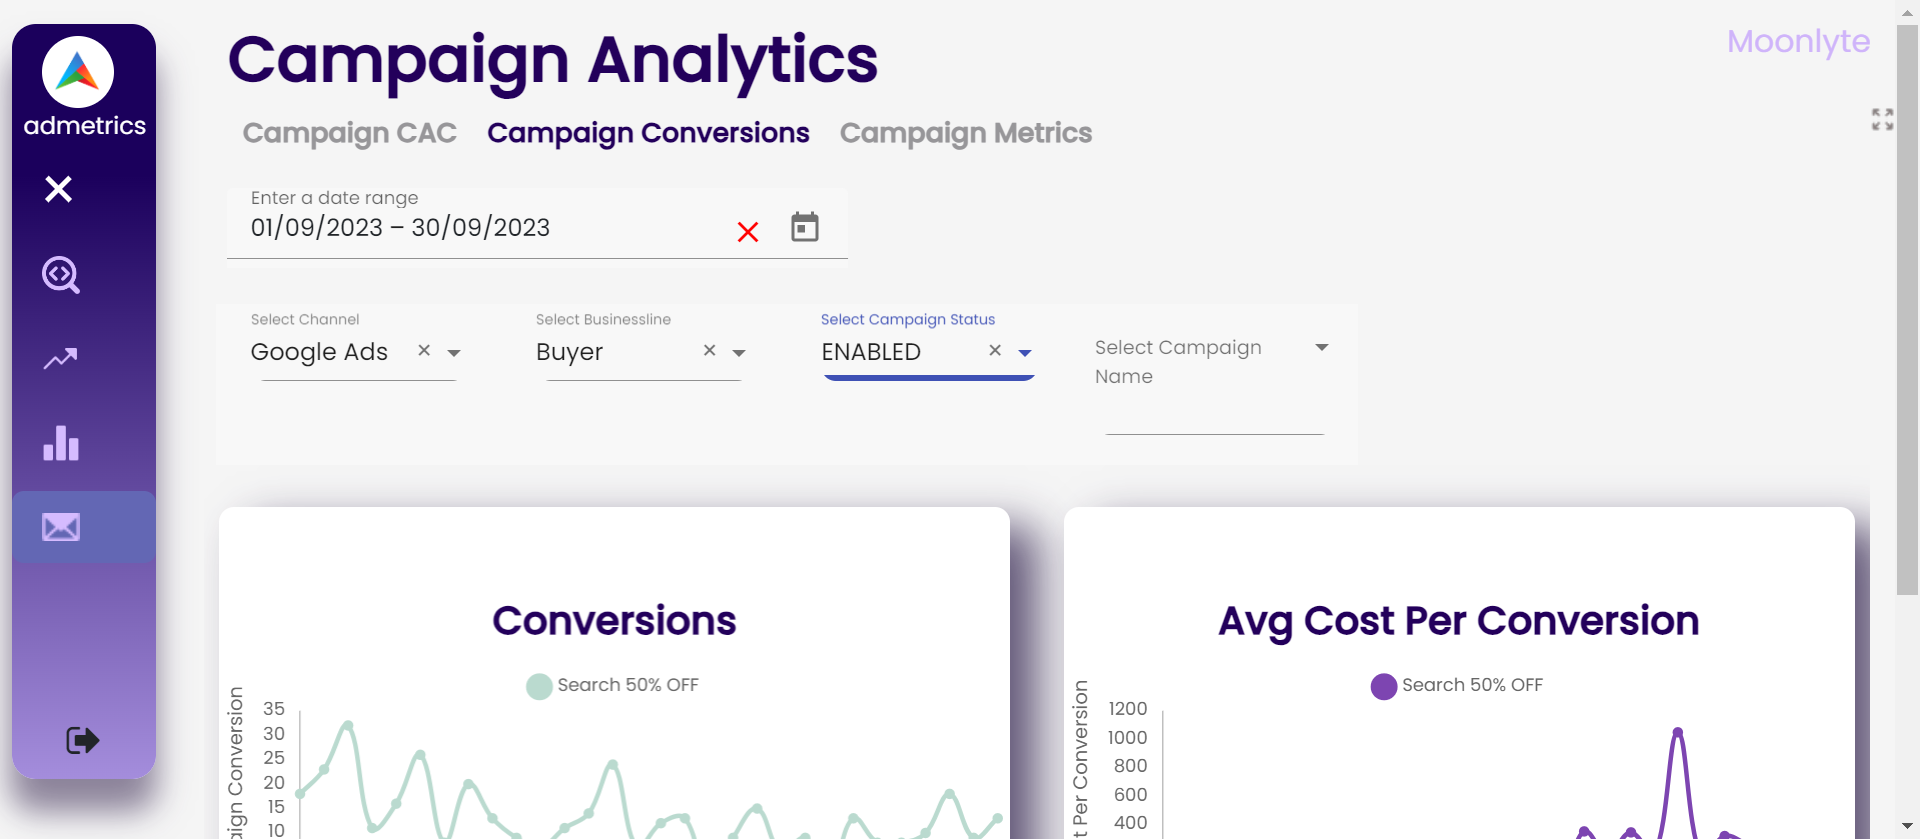 Campaign Analytics
Moonlyte
admetrics
Campaign CAC Campaign Conversions Campaign Metrics
Enter a date range
01/09/2023 – 30/09/2023
Select Channel
Google Ads
Select Businessline
Buyer
Select Campaign Status
ENABLED
Select Campaign
Name
Conversions
Search 50% OFF
35
30
25
20
15
10
Conversion
Avg Cost Per Conversion
Search 50% OFF
1200
1000
800
600
400
Per Conversion